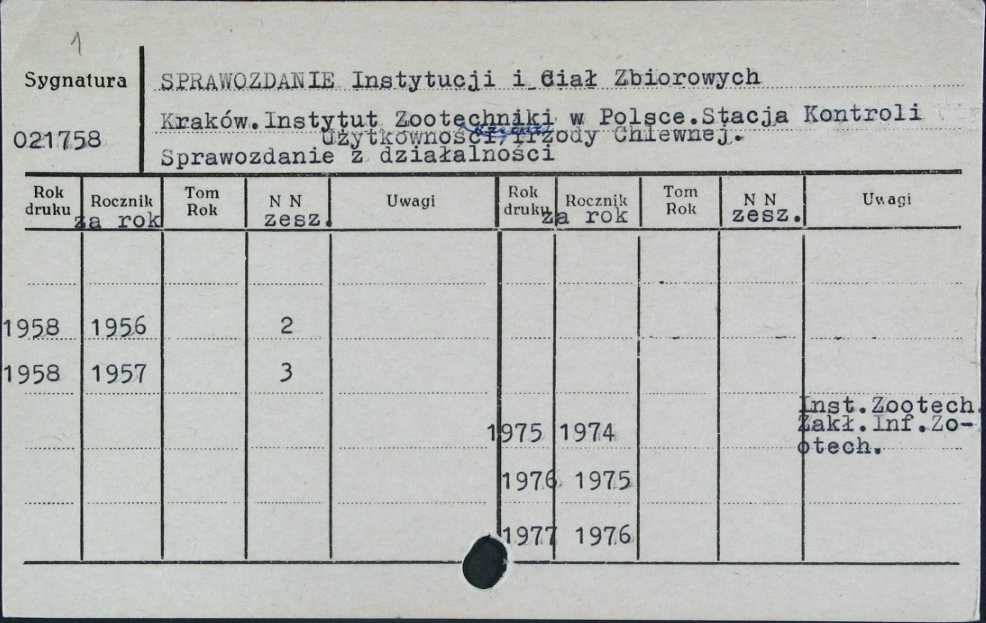 1
Sygnatura
021758
SPRAWOZDANIE Instytucji i Ciał Zbiorowych
Kraków.Instytut Zootechniki w Polsce.Stacja Kontroli
Użytkowności Trzody Chlewnej.
Sprawozdanie z działalności
Rok druku Rocznik za rok Tom Rok N N zesz. Uwagi Rok druku Rocznik za rok Tom Rok N N zesz. Uwagi
1958 1956 2
1958 1957 3
1975 1974 Inst.Zootech.
Zakł.Inf.Zo-
otech.
1976 1975
1977 1976